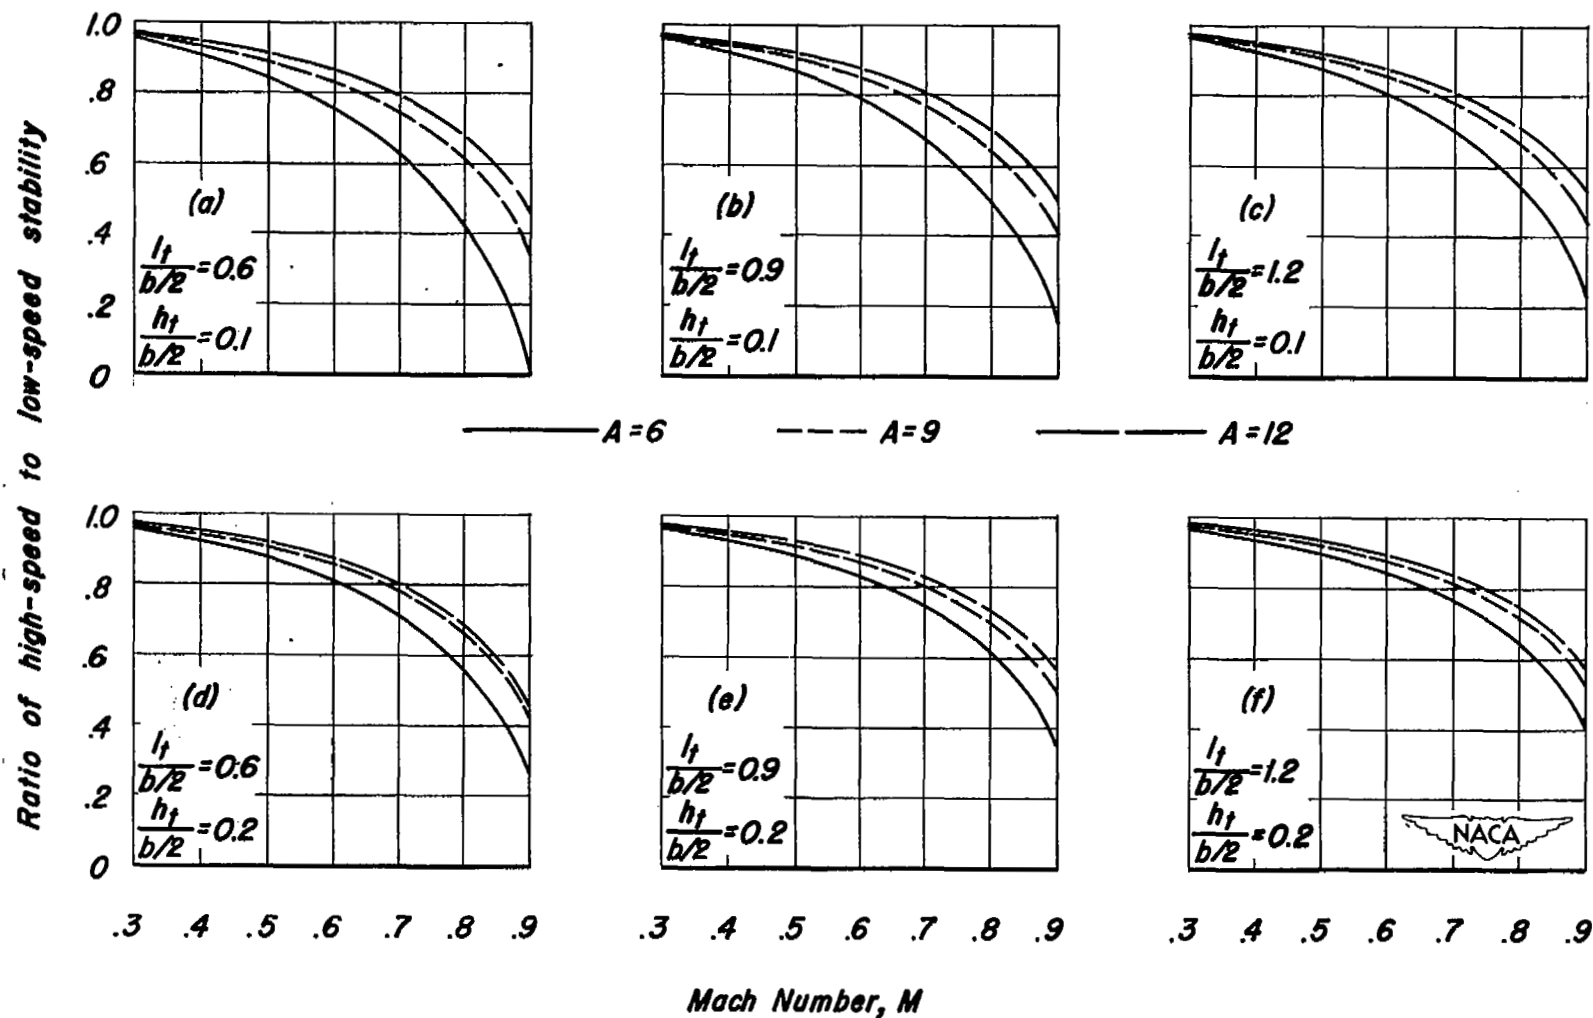 Ratio of high-speed to low-speed stability
1.0
.8
.6
.4
.2
0
(a)
l_t
b/2
=0.6
h_t
b/2
=0.1
(b)
l_t
b/2
=0.9
h_t
b/2
=0.1
(c)
l_t
b/2
=1.2
h_t
b/2
=0.1
A=6
A=9
A=12
1.0
.8
.6
.4
.2
0
(d)
l_t
b/2
=0.6
h_t
b/2
=0.2
(e)
l_t
b/2
=0.9
h_t
b/2
=0.2
(f)
l_t
b/2
=1.2
h_t
b/2
=0.2
NACA
.3 .4 .5 .6 .7 .8 .9
.3 .4 .5 .6 .7 .8 .9
.3 .4 .5 .6 .7 .8 .9
Mach Number, M